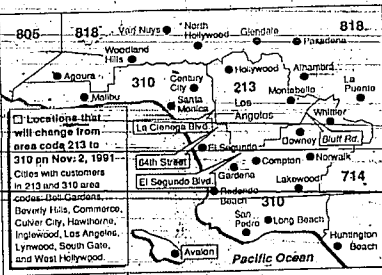 805 818 Van Nuys North Hollywood Glendale 818
Pasadena
Woodland Hills
Agoura 310 Century City Hollywood 213 Alhambra
La Puente
Malibu Santa Monica Los Angeles Montebello
Whittier
□ Locations that
will change from
area code 213 to
310 on Nov. 2, 1991
Cities with customers
in 213 and 310 area
codes: Bell Gardens,
Beverly Hills, Commerce,
Culver City, Hawthorne,
Inglewood, Los Angeles,
Lynwood, South Gate,
and West Hollywood.
La Cienega Blvd.
64th Street
El Segundo Blvd
El Segundo
Downey
Bluff Rd.
Compton
Norwalk
Gardena
Lakewood
714
Redondo Beach
310
San Pedro
Long Beach
Huntington Beach
Avalon
Pacific Ocean